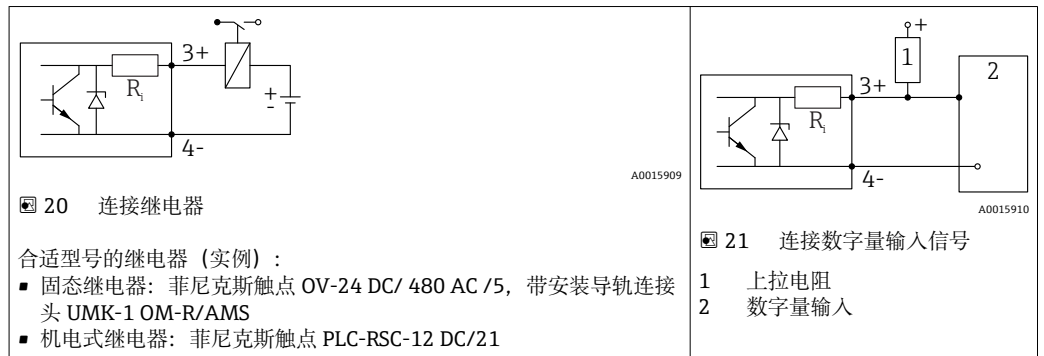 3+
Ri
+
-
4-
A0015909
20 连接继电器
合适型号的继电器（实例）:
▪ 固态继电器: 菲尼克斯触点 OV-24 DC/ 480 AC /5，带安装导轨连接
头 UMK-1 OM-R/AMS
▪ 机电式继电器: 菲尼克斯触点 PLC-RSC-12 DC/21
+
1
2
3+
Ri
4-
A0015910
21 连接数字量输入信号
1 上拉电阻
2 数字量输入